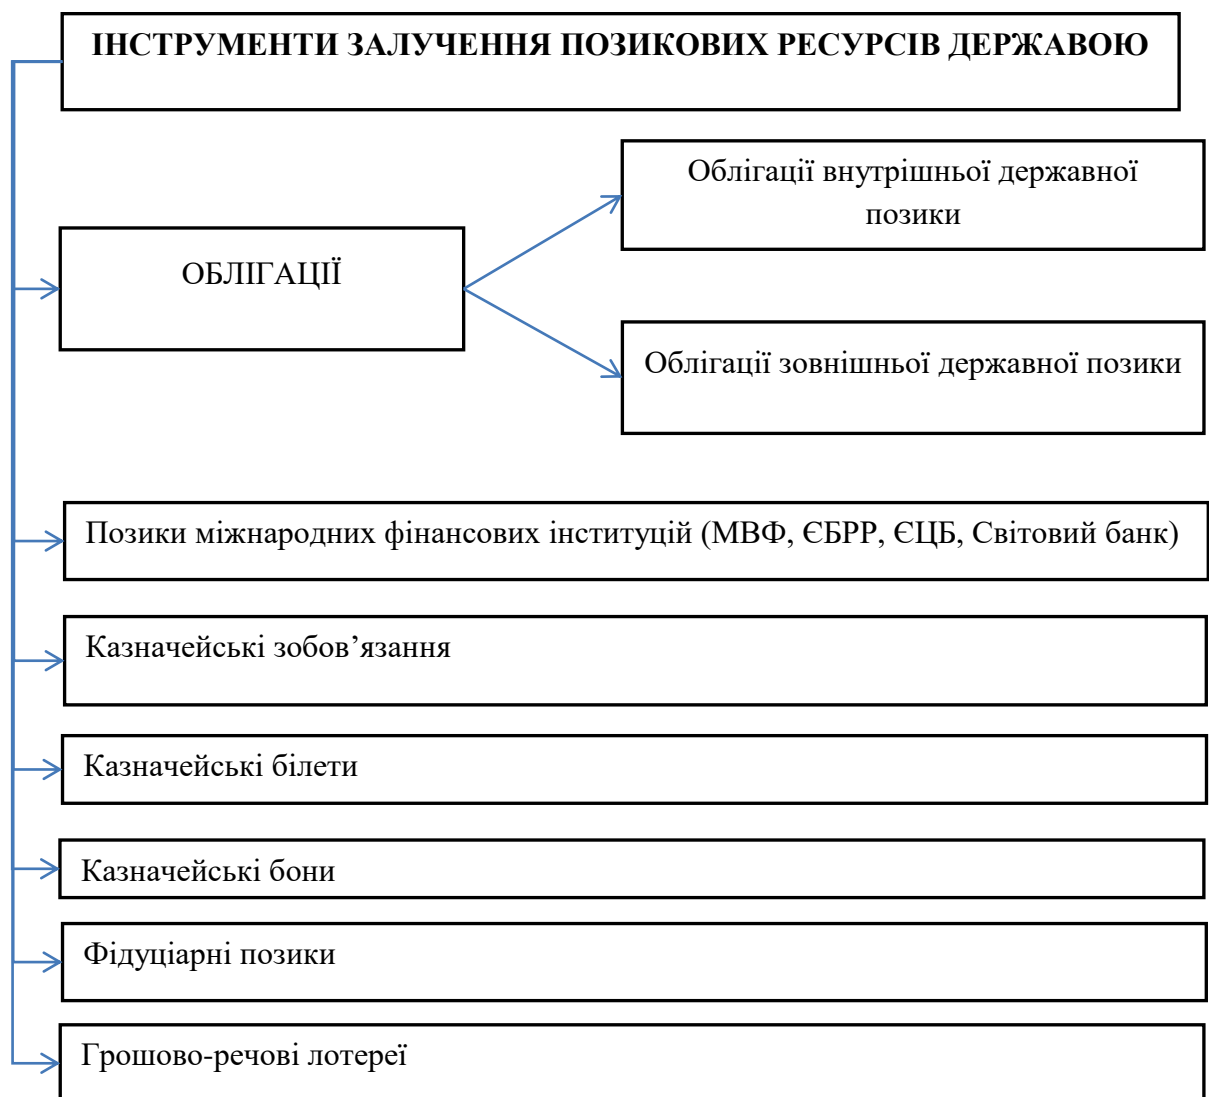 ІНСТРУМЕНТИ ЗАЛУЧЕННЯ ПОЗИКОВИХ РЕСУРСІВ ДЕРЖАВОЮ
Облігації внутрішньої державної
позики
ОБЛІГАЦІЇ
Облігації зовнішньої державної позики
Позики міжнародних фінансових інституцій (МВФ, ЄБРР, ЄЦБ, Світовий банк)
Казначейські зобов’язання
Казначейські білети
Казначейські бони
Фідуціарні позики
Грошово-речові лотереї